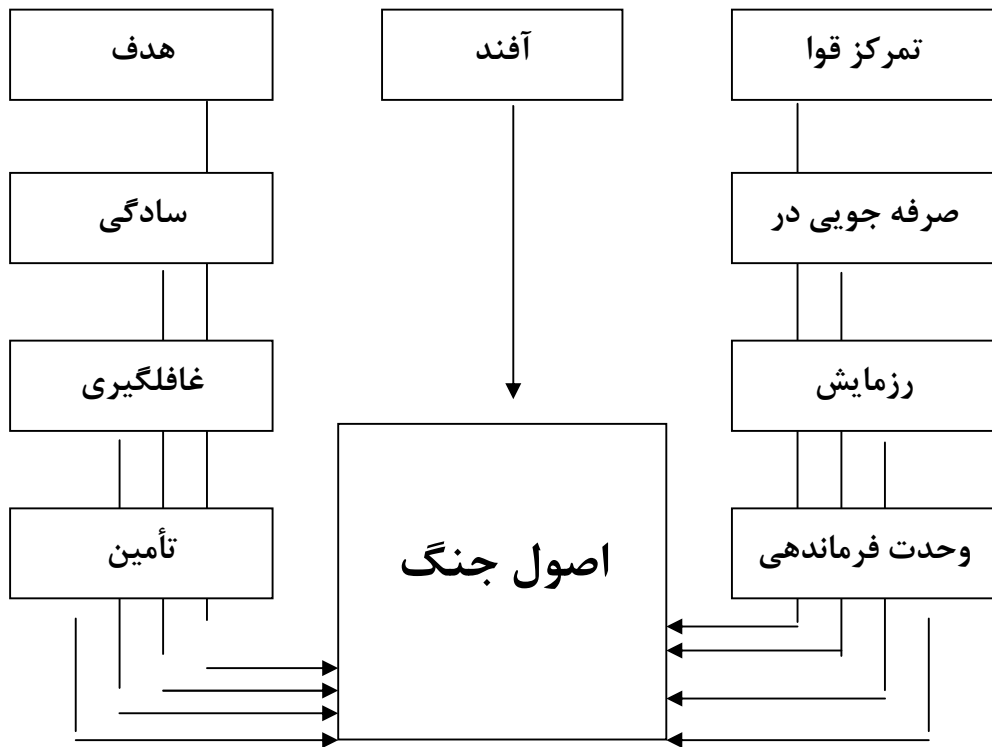 تمرکز قوا
آفند
هدف
صرفه جویی در
سادگی
رزمایش
غافلگیری
وحدت فرماندهی
تأمین
اصول جنگ